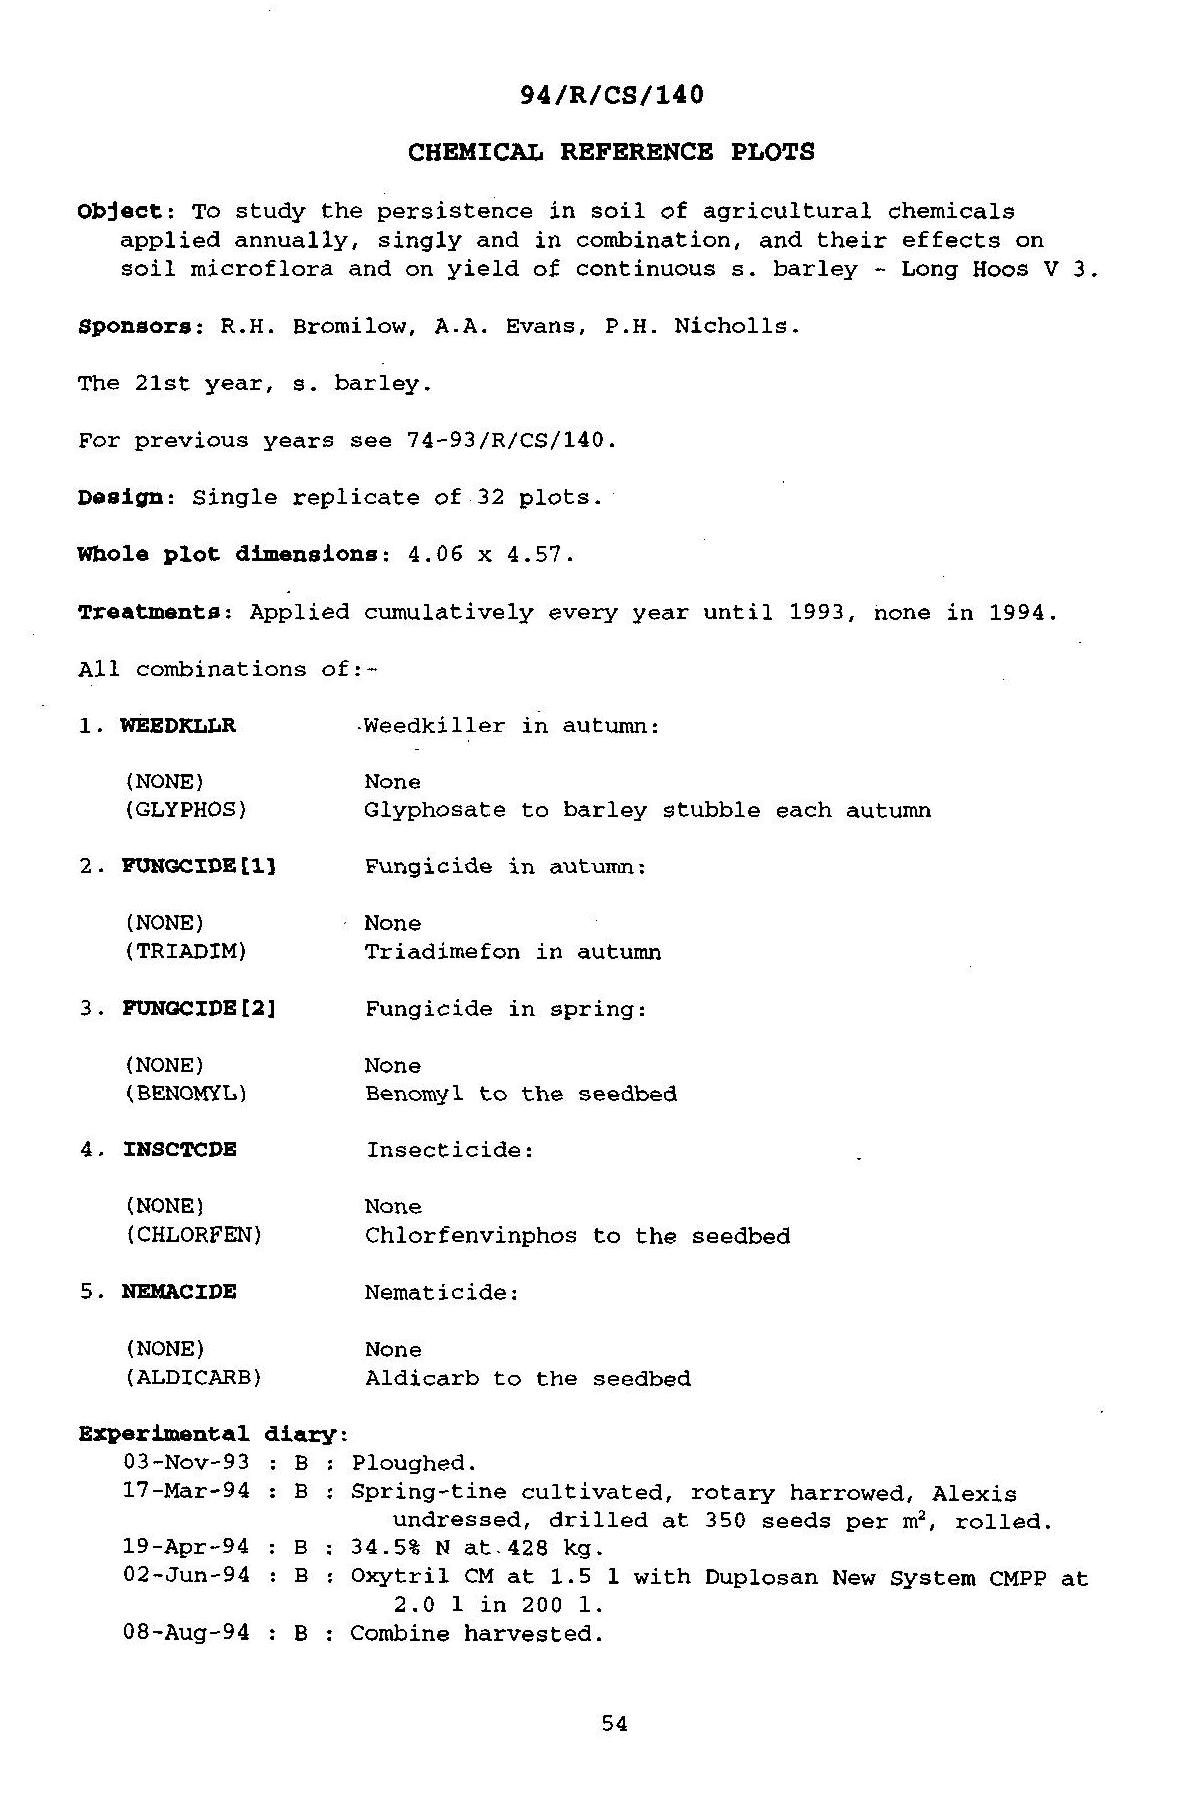 94/R/CS/140
CHEMICAL REFERENCE PLOTS
Object: To study the persistence in soil of agricultural chemicals
applied annually, singly and in combination, and their effects on
soil microflora and on yield of continuous s. barley - Long Hoos V 3.
Sponsors: R.H. Bromilow, A.A. Evans, P.H. Nicholls.
The 21st year, s. barley.
For previous years see 74-93/R/CS/140.
Design: Single replicate of 32 plots.
Whole plot dimensions: 4.06 x 4.57.
Treatments: Applied cumulatively every year until 1993, none in 1994.
All combinations of:-
1. WEEDKLLR Weedkiller in autumn:
(NONE) None
(GLYPHOS) Glyphosate to barley stubble each autumn
2. FUNGCIDE[1] Fungicide in autumn:
(NONE) None
(TRIADIM) Triadimefon in autumn
3. FUNGCIDE[2] Fungicide in spring:
(NONE) None
(BENOMYL) Benomyl to the seedbed
4. INSCTCDE Insecticide:
(NONE) None
(CHLORFEN) Chlorfenvinphos to the seedbed
5. NEMACIDE Nematicide:
(NONE) None
(ALDICARB) Aldicarb to the seedbed
Experimental diary:
03-Nov-93 : B : Ploughed.
17-Mar-94 : B : Spring-tine cultivated, rotary harrowed, Alexis
undressed, drilled at 350 seeds per m², rolled.
19-Apr-94 : B : 34.5% N at 428 kg.
02-Jun-94 : B : Oxytril CM at 1.5 l with Duplosan New System CMPP at
2.0 l in 200 l.
08-Aug-94 : B : Combine harvested.
54